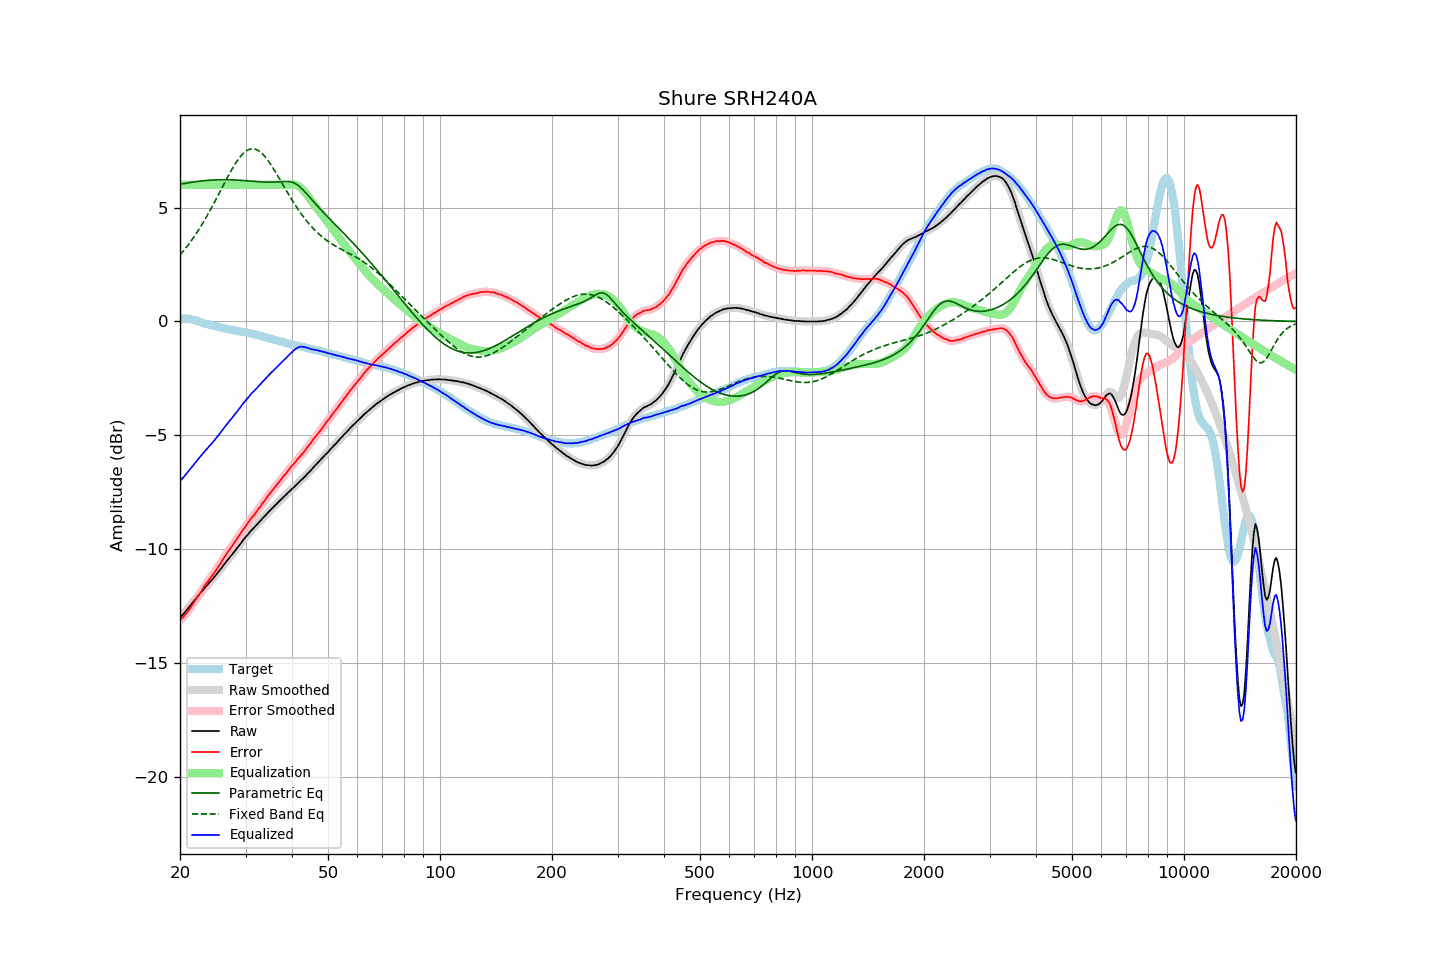 Shure SRH240A
Amplitude (dBr)
5
0
−5
−10
−15
−20
Target
Raw Smoothed
Error Smoothed
Raw
Error
Equalization
Parametric Eq
Fixed Band Eq
Equalized
20 50 100 200 500 1000 2000 5000 10000 20000
Frequency (Hz)